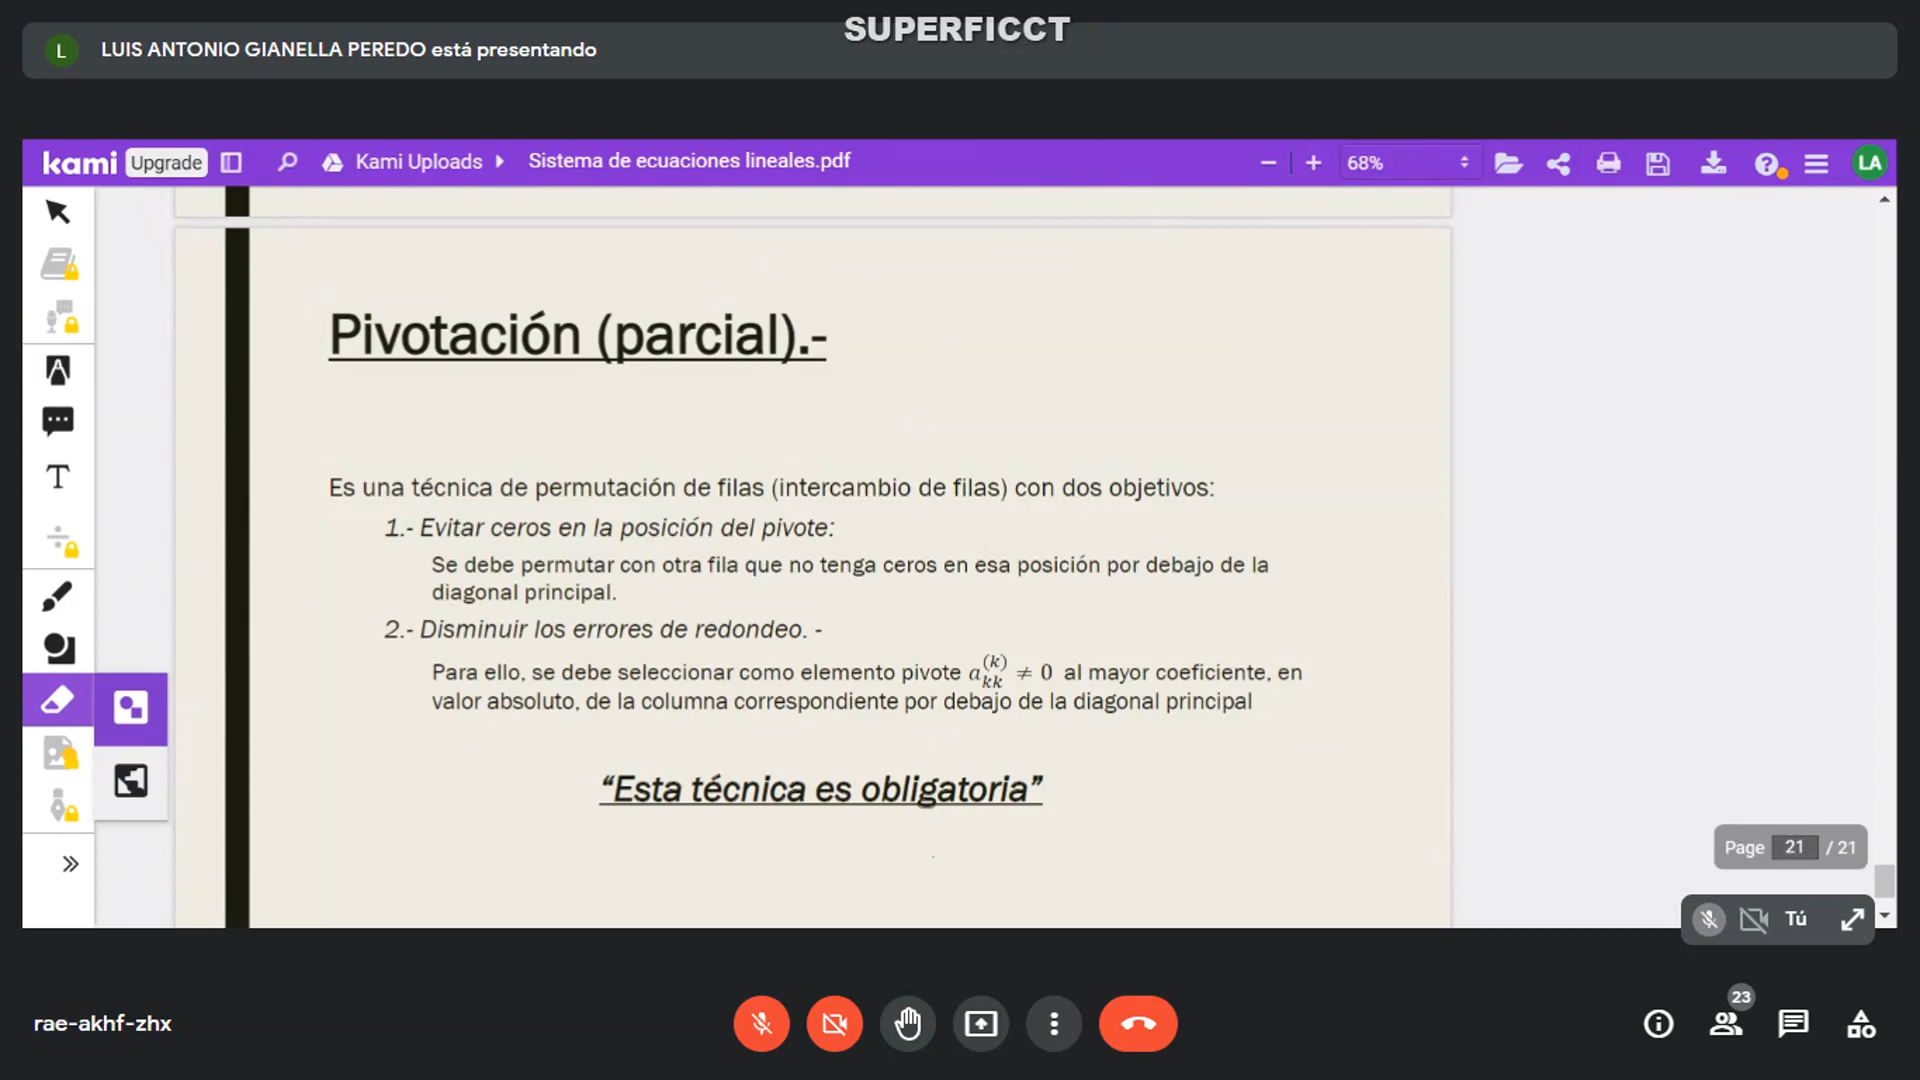 SUPERFICCT
L LUIS ANTONIO GIANELLA PEREDO está presentando
kami Upgrade Kami Uploads Sistema de ecuaciones lineales.pdf 68% LA
Pivotación (parcial).-
Es una técnica de permutación de filas (intercambio de filas) con dos objetivos:
1.- Evitar ceros en la posición del pivote:
Se debe permutar con otra fila que no tenga ceros en esa posición por debajo de la
diagonal principal.
2.- Disminuir los errores de redondeo. -
Para ello, se debe seleccionar como elemento pivote $a_{kk}^{(k)} \neq 0$ al mayor coeficiente, en
valor absoluto, de la columna correspondiente por debajo de la diagonal principal
“Esta técnica es obligatoria”
Page 21 / 21
Tú
rae-akhf-zhx
23